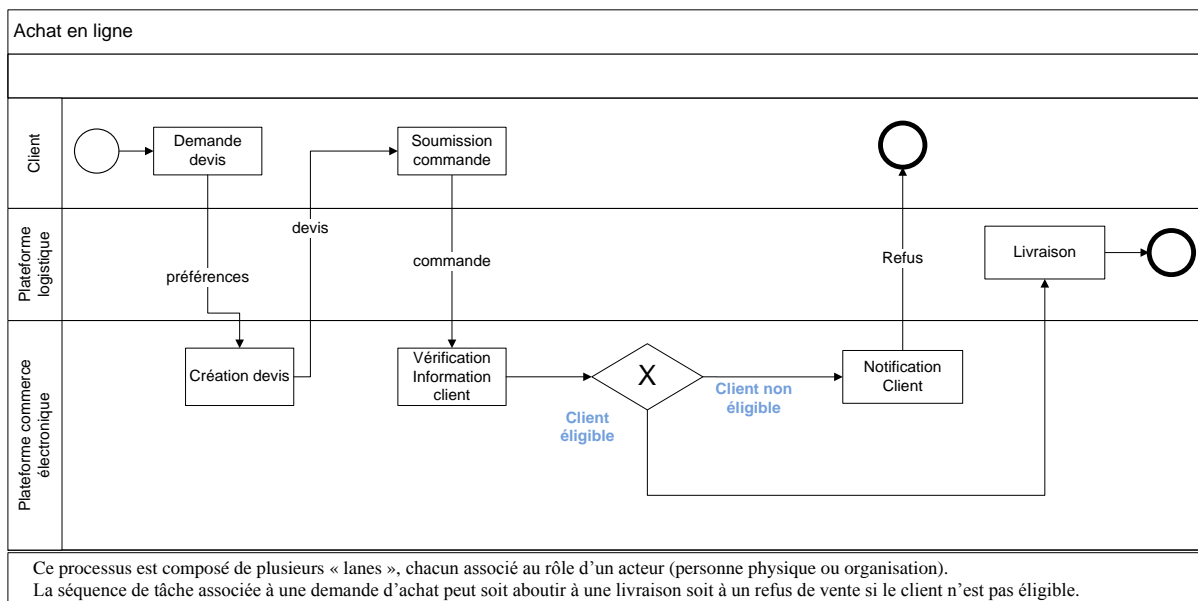 Achat en ligne
Client
Demande
devis
Soumission
commande
Plateforme
logistique
préférences
devis
commande
Refus
Livraison
Plateforme commerce
électronique
Création devis
Vérification
Information
client
X
Client
éligible
Client non
éligible
Notification
Client
Ce processus est composé de plusieurs « lanes », chacun associé au rôle d’un acteur (personne physique ou organisation).
La séquence de tâche associée à une demande d’achat peut soit aboutir à une livraison soit à un refus de vente si le client n’est pas éligible.